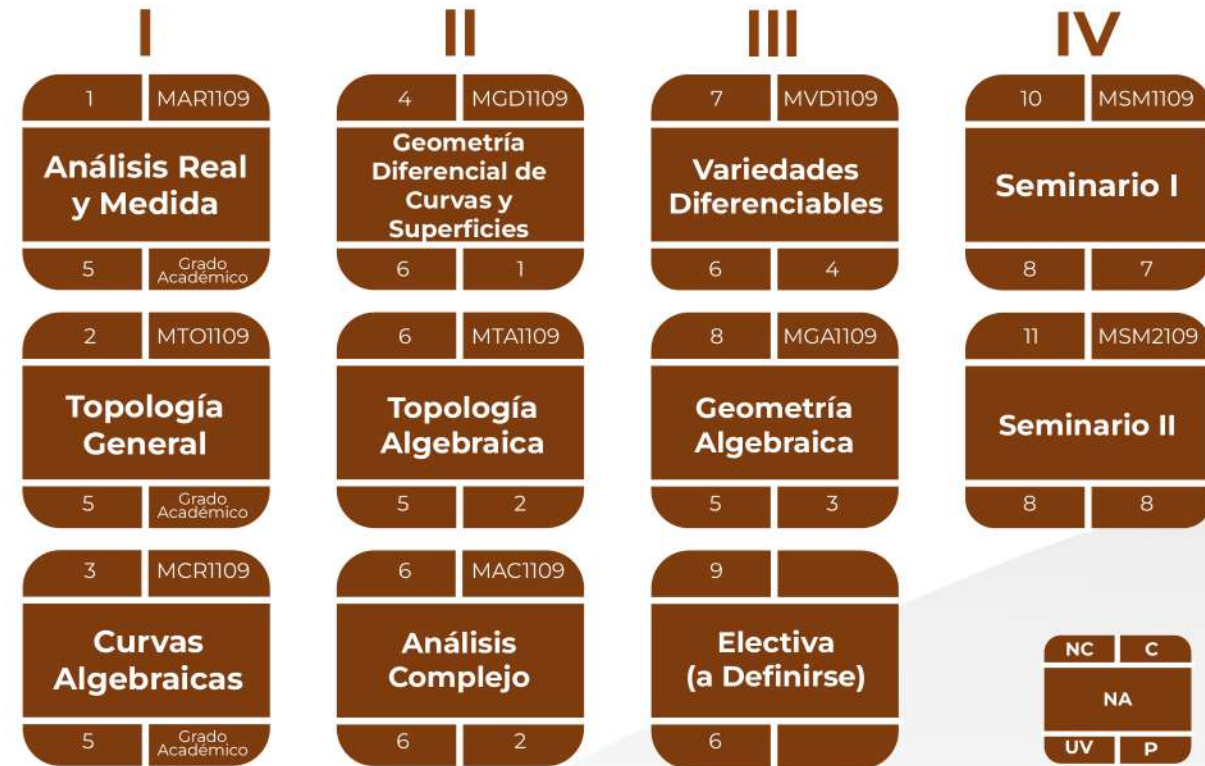 I
II
III
IV
1
MAR1109
Análisis Real
y Medida
5
Grado
Académico
4
MGD1109
Geometría
Diferencial de
Curvas y
Superficies
6
1
7
MVD1109
Variedades
Diferenciables
6
4
10
MSM1109
Seminario I
8
7
2
MTO1109
Topología
General
5
Grado
Académico
6
MTA1109
Topología
Algebraica
5
2
8
MGA1109
Geometría
Algebraica
5
3
11
MSM2109
Seminario II
8
8
3
MCR1109
Curvas
Algebraicas
5
Grado
Académico
6
MAC1109
Análisis
Complejo
6
2
9
Electiva
(a Definirse)
6
NC
C
NA
UV
P